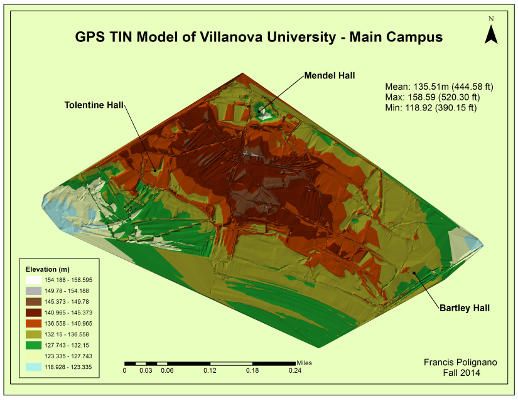 GPS TIN Model of Villanova University - Main Campus
N
Mendel Hall
Mean: 135.51m (444.58 ft)
Max: 158.59 (520.30 ft)
Min: 118.92 (390.15 ft)
Tolentine Hall
Elevation (m)
154.188 - 158.595
149.78 - 154.188
145.373 - 149.78
140.965 - 145.373
136.558 - 140.965
132.15 - 136.558
127.743 - 132.15
123.335 - 127.743
118.928 - 123.335
Bartley Hall
Miles
0 0.03 0.06 0.12 0.18 0.24
Francis Polignano
Fall 2014